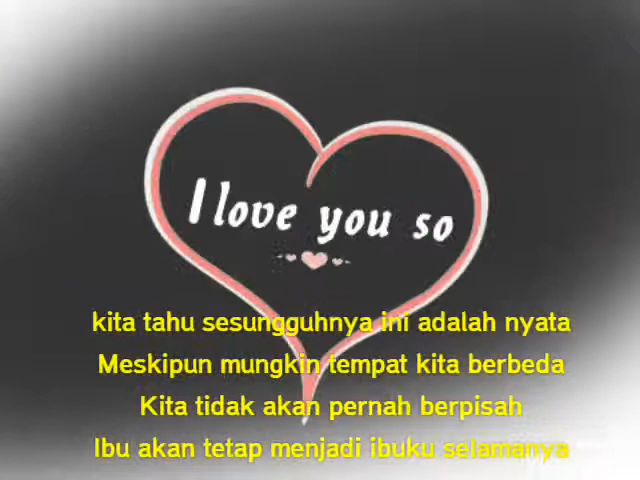 I love you so
kita tahu sesungguhnya ini adalah nyata
Meskipun mungkin tempat kita berbeda
Kita tidak akan pernah berpisah
Ibu akan tetap menjadi ibuku selamanya